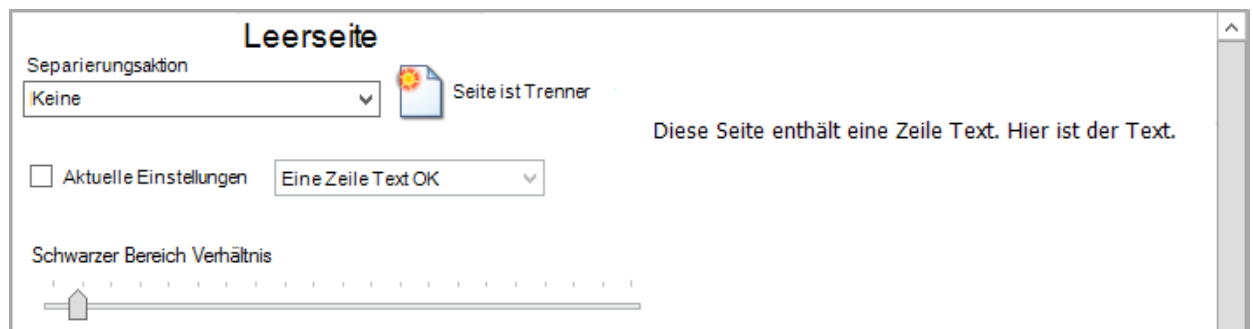 Leerseite
Separierungsaktion
Keine
Seite ist Trenner
Diese Seite enthält eine Zeile Text. Hier ist der Text.
Aktuelle Einstellungen
Eine Zeile Text OK
Schwarzer Bereich Verhältnis